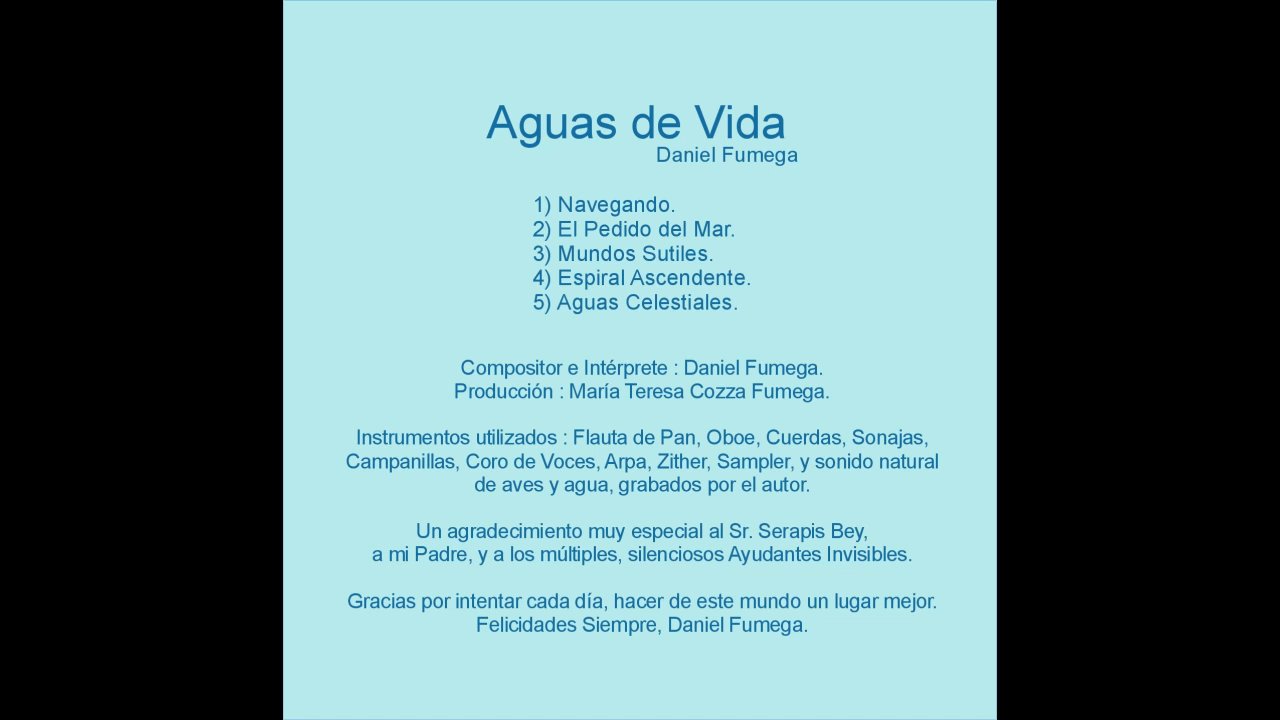 Aguas de Vida
Daniel Fumega
1) Navegando.
2) El Pedido del Mar.
3) Mundos Sutiles.
4) Espiral Ascendente.
5) Aguas Celestiales.
Compositor e Intérprete : Daniel Fumega.
Producción : María Teresa Cozza Fumega.
Instrumentos utilizados : Flauta de Pan, Oboe, Cuerdas, Sonajas,
Campanillas, Coro de Voces, Arpa, Zither, Sampler, y sonido natural
de aves y agua, grabados por el autor.
Un agradecimiento muy especial al Sr. Serapis Bey,
a mi Padre, y a los múltiples, silenciosos Ayudantes Invisibles.
Gracias por intentar cada día, hacer de este mundo un lugar mejor.
Felicidades Siempre, Daniel Fumega.